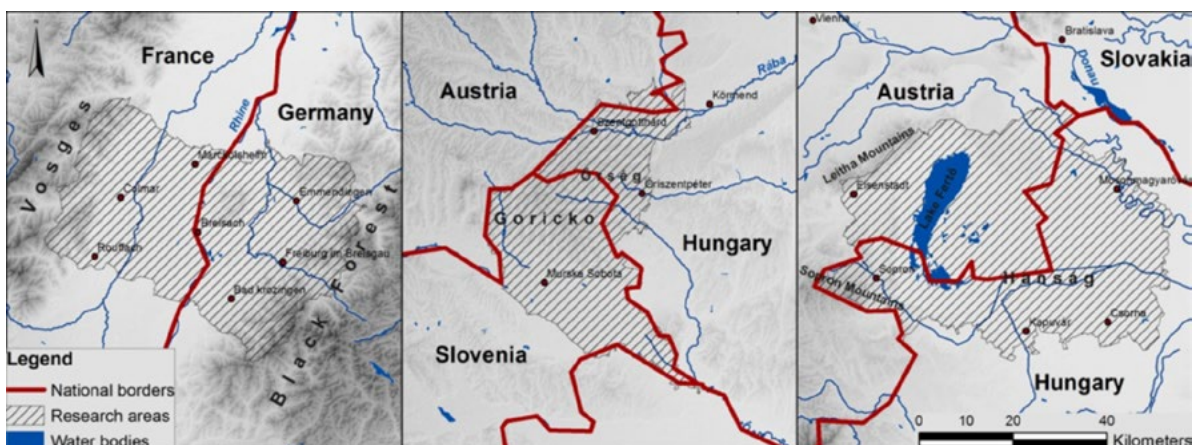 France
Germany
Rhine
Vosges
Marckolsheim
Colmar
Emmendingen
Breisach
Rouffach
Freiburg im Breisgau
Bad krozingen
Black Forest
Legend
National borders
Research areas
Water bodies
Austria
Rába
Körmend
Szentgotthárd
Őrség
Őriszentpéter
Goricko
Hungary
Murska Sobota
Slovenia
Vienna
Bratislava
Slovakia
Donau
Austria
Leitha Mountains
Eisenstadt
Lake Fertő
Sopron
Sopron Mountains
Hanság
Csorna
Kapuvár
Hungary
0 10 20 40
Kilometers